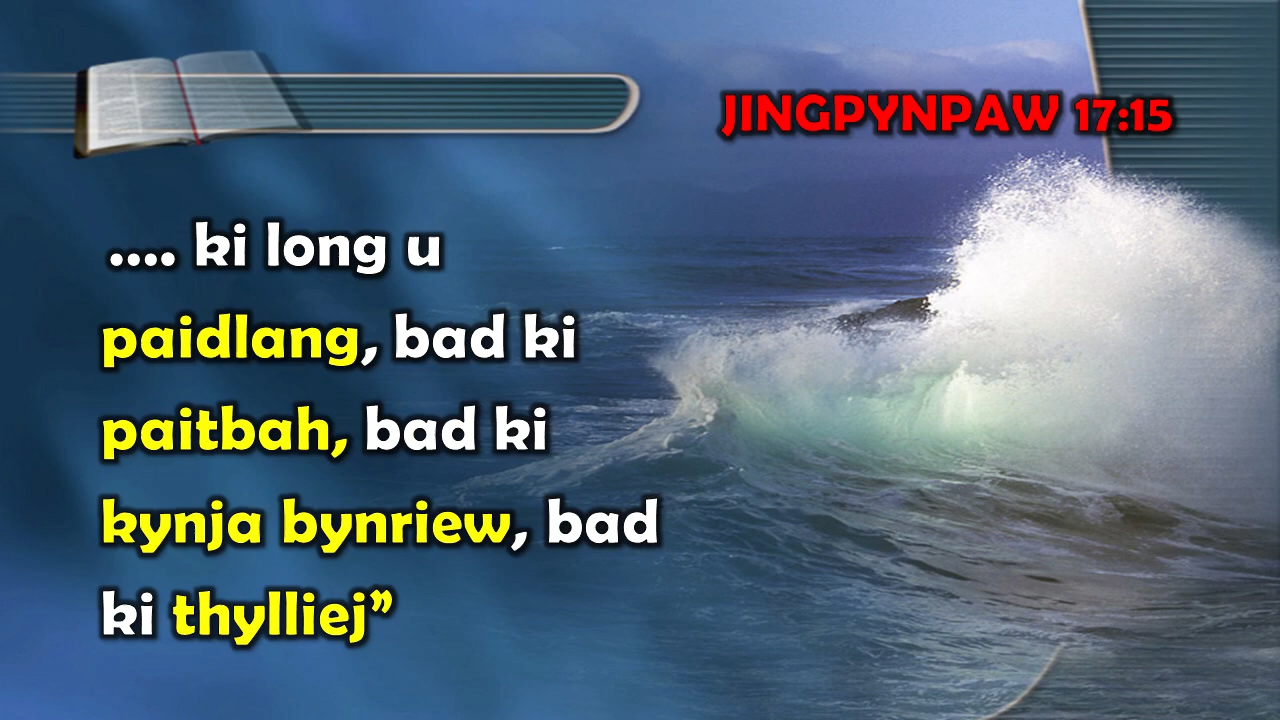 JINGPYNPAW 17:15
.... ki long u
paidlang, bad ki
paitbah, bad ki
kynja bynriew, bad
ki thylliej”